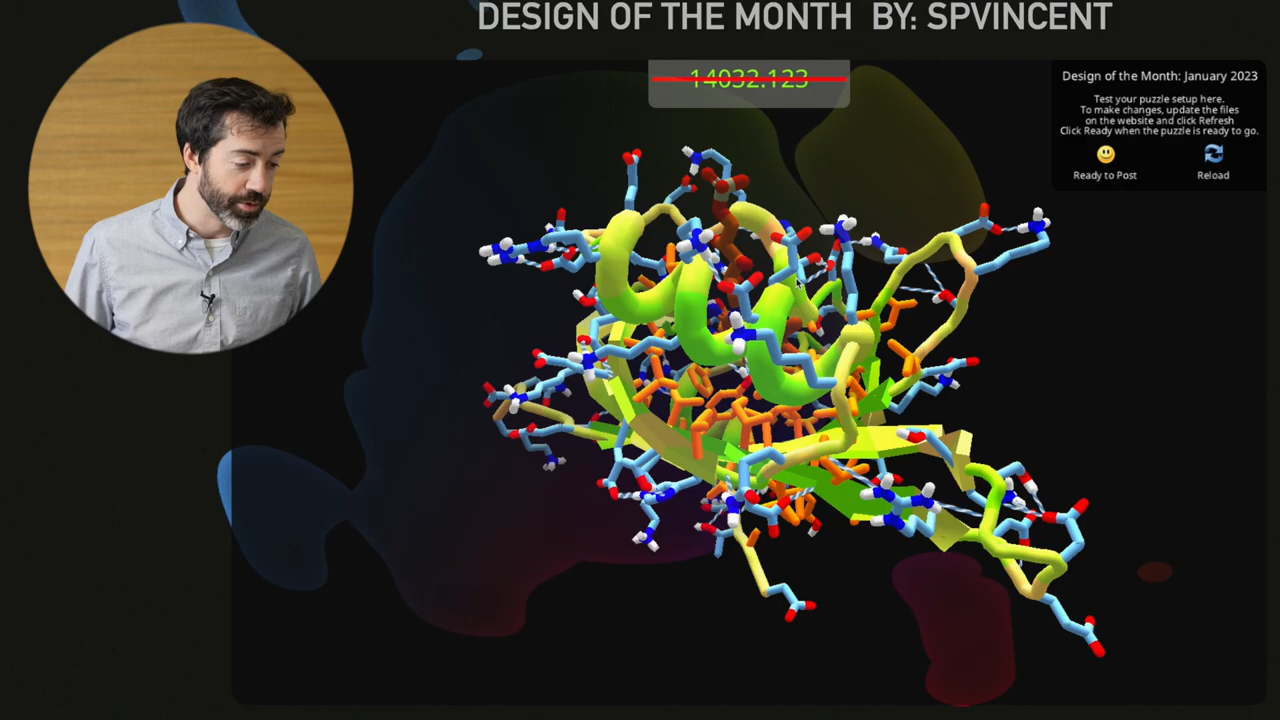 DESIGN OF THE MONTH BY: SPVINCENT
14032.123
Design of the Month: January 2023
Test your puzzle setup here.
To make changes, update the files
on the website and click Refresh
Click Ready when the puzzle is ready to go.
Ready to Post
Reload